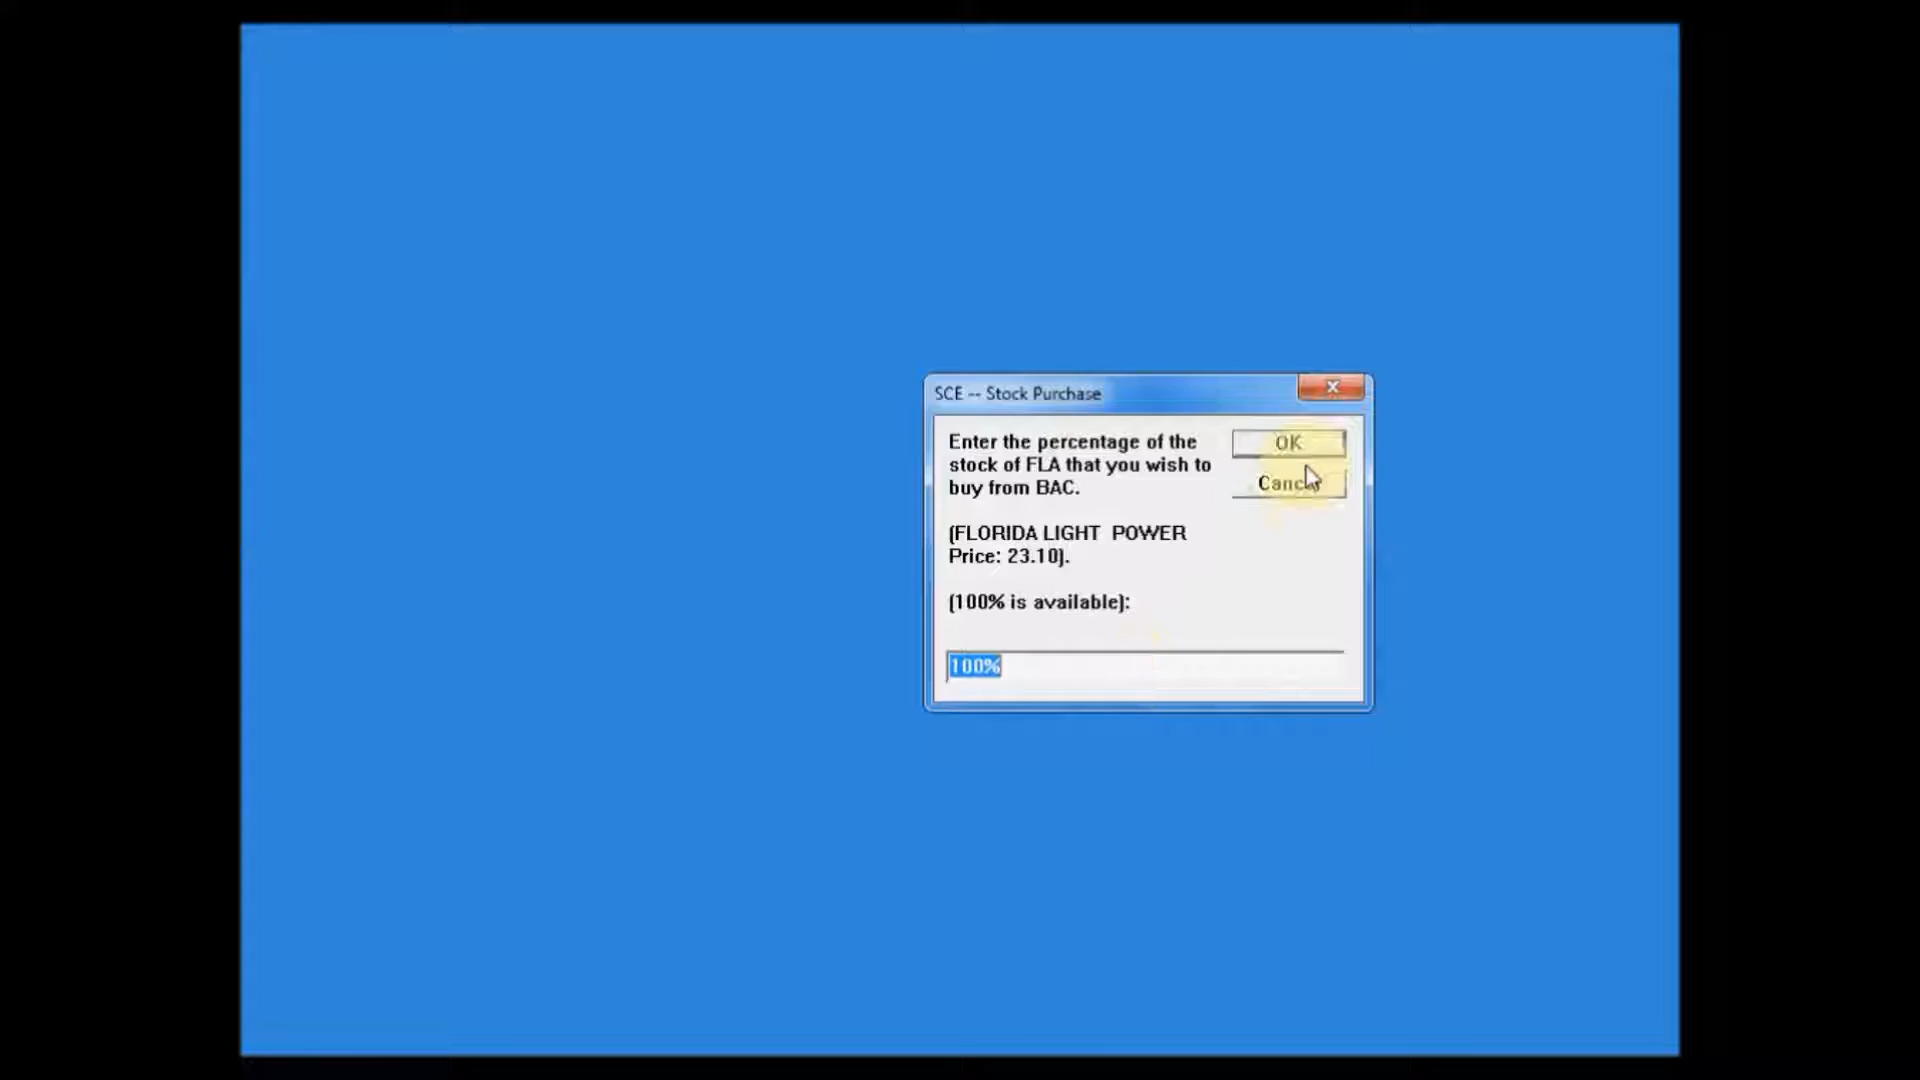 SCE -- Stock Purchase
Enter the percentage of the
stock of FLA that you wish to
buy from BAC.
(FLORIDA LIGHT  POWER
Price: 23.10).
(100% is available):
OK
Cancel
100%